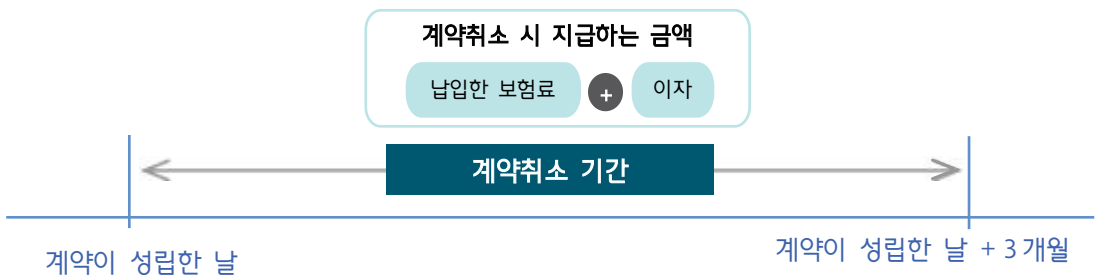 계약취소 시 지급하는 금액
납입한 보험료 + 이자
계약취소 기간
계약이 성립한 날
계약이 성립한 날 + 3개월